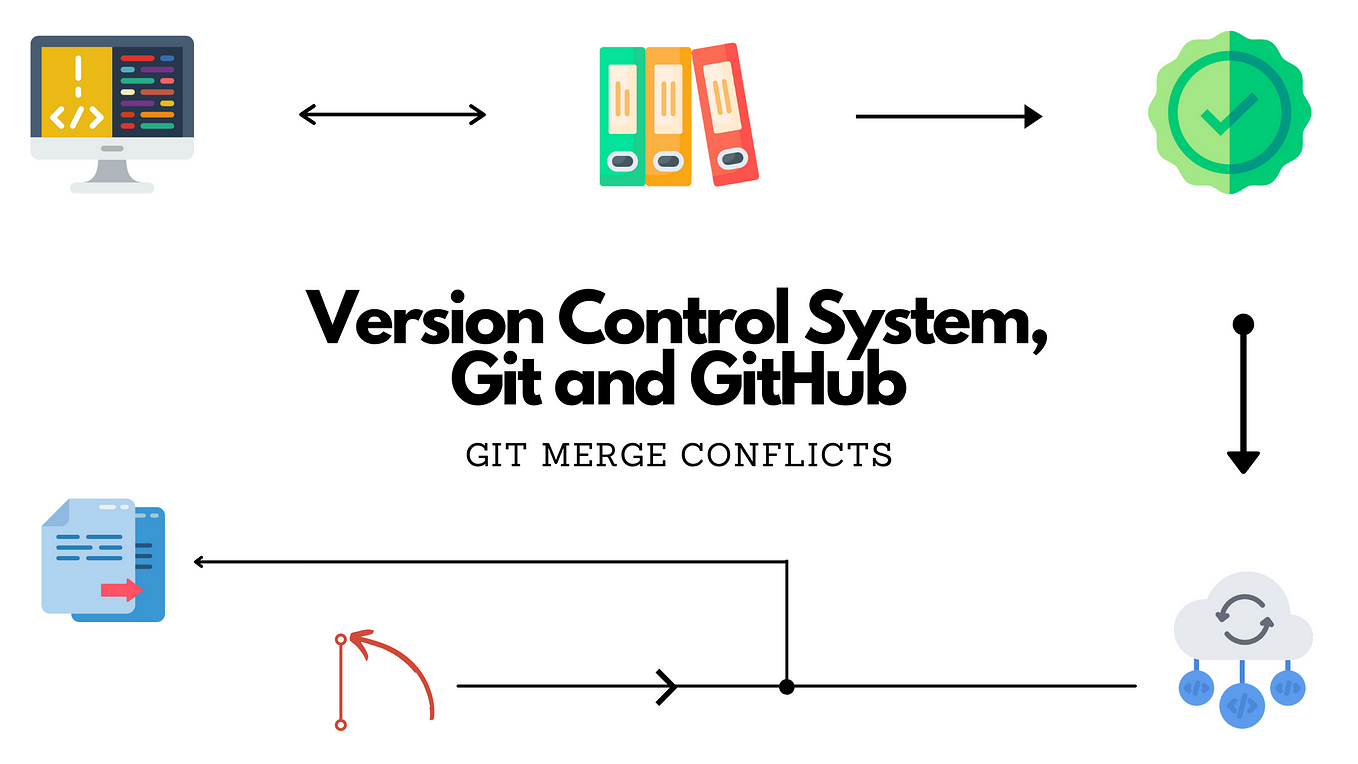 Version Control System,
Git and GitHub
GIT MERGE CONFLICTS